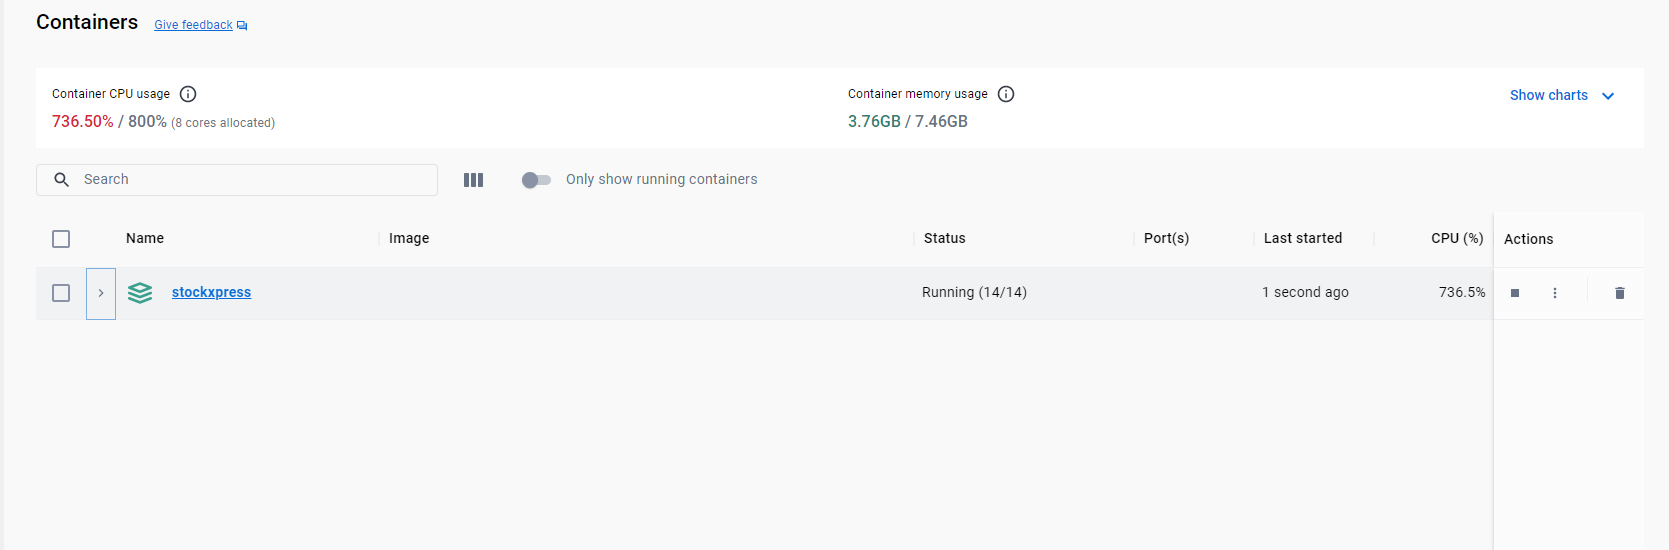 Containers Give feedback
Container CPU usage
736.50% / 800% (8 cores allocated)
Container memory usage
3.76GB / 7.46GB
Show charts
Search
Only show running containers
Name Image Status Port(s) Last started CPU (%) Actions
stockxpress Running (14/14) 1 second ago 736.5%